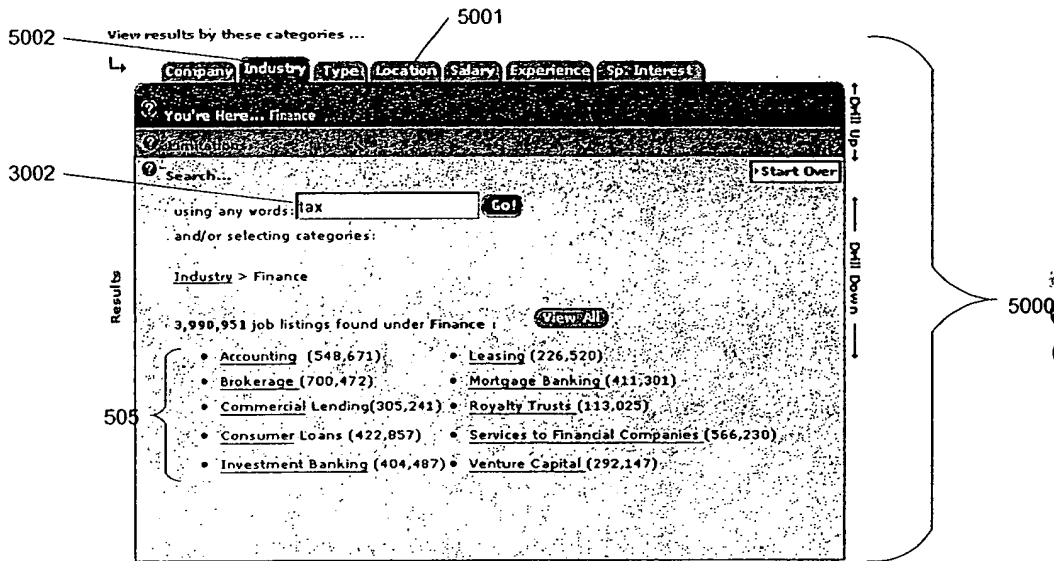 5001
View results by these categories ...
5002
Company Industry Type Location Salary Experience Sp. Interest
You're Here... Finance
Drill Up
Limitation
Search...
Start Over
3002
using any words: tax Go!
and/or selecting categories:
Industry > Finance
Results
Drill Down
5000
3,990,951 job listings found under Finance : View All
• Accounting (548,671) • Leasing (226,520)
• Brokerage (700,472) • Mortgage Banking (411,301)
• Commercial Lending(305,241) • Royalty Trusts (113,025)
505
• Consumer Loans (422,857) • Services to Financial Companies (566,230)
• Investment Banking (404,487) • Venture Capital (292,147)